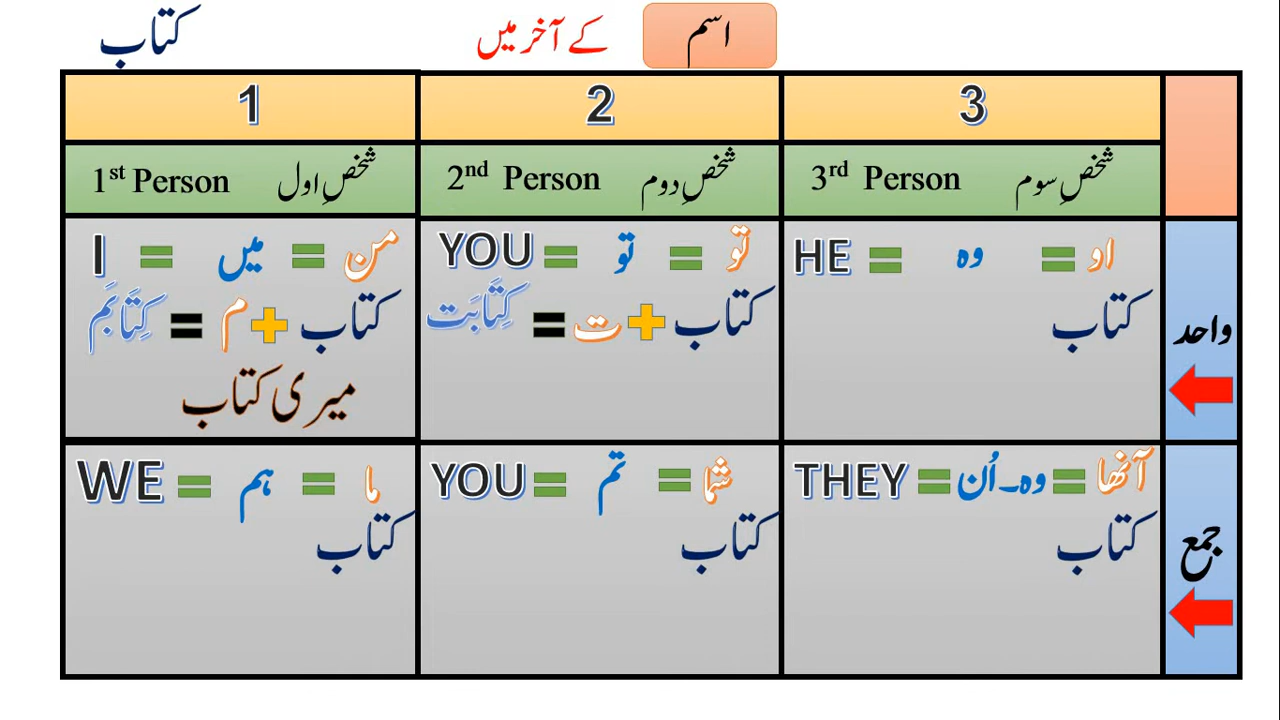 اسم کے آخر میں کتاب
3 2 1
3rd Person شخصِ سوم
2nd Person شخصِ دوم
1st Person شخصِ اول
واحد
او = وہ = HE
کتاب
تو = تو = YOU
کتاب + ت = کِتَابَت
من = میں = I
کتاب + م = کِتَابَم
میری کتاب
جمع
آنھا = وہ۔اُن = THEY
کتاب
شما = تم = YOU
کتاب
ما = ہم = WE
کتاب